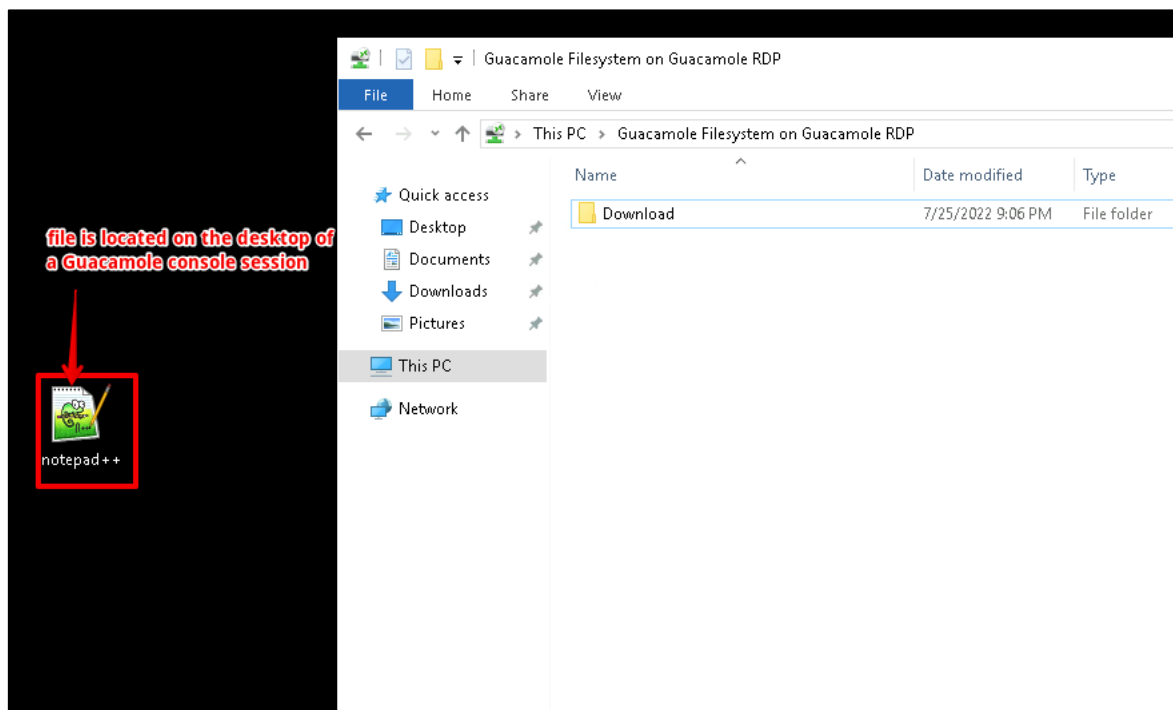 Guacamole Filesystem on Guacamole RDP
File Home Share View
This PC > Guacamole Filesystem on Guacamole RDP
Name Date modified Type
Quick access
Download 7/25/2022 9:06 PM File folder
Desktop
Documents
Downloads
Pictures
This PC
Network
file is located on the desktop of
a Guacamole console session
notepad++